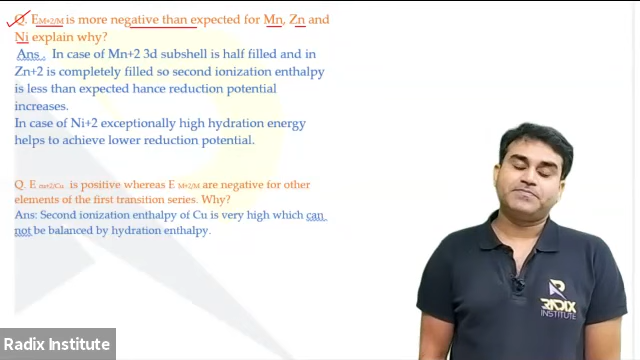 Q. E M+2/M is more negative than expected for Mn, Zn and
Ni explain why?
Ans . In case of Mn+2 3d subshell is half filled and in
Zn+2 is completely filled so second ionization enthalpy
is less than expected hance reduction potential
increases.
In case of Ni+2 exceptionally high hydration energy
helps to achieve lower reduction potential.
Q. E cu+2/Cu is positive whereas E M+2/M are negative for other
elements of the first transition series. Why?
Ans: Second ionization enthalpy of Cu is very high which can
not be balanced by hydration enthalpy.
RADIX
INSTITUTE
Radix Institute